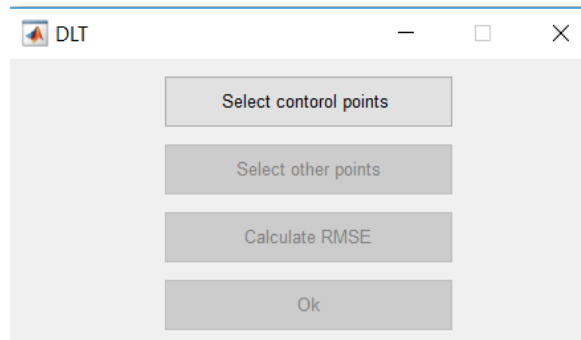 DLT
Select contorol points
Select other points
Calculate RMSE
Ok